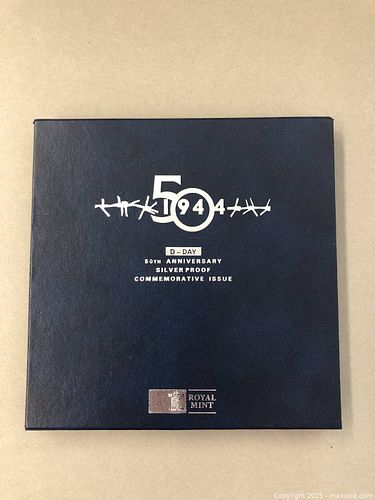 50
1944
D-DAY
50TH ANNIVERSARY
SILVER PROOF
COMMEMORATIVE ISSUE
ROYAL
MINT
Copyright 2025 - maxsold.com